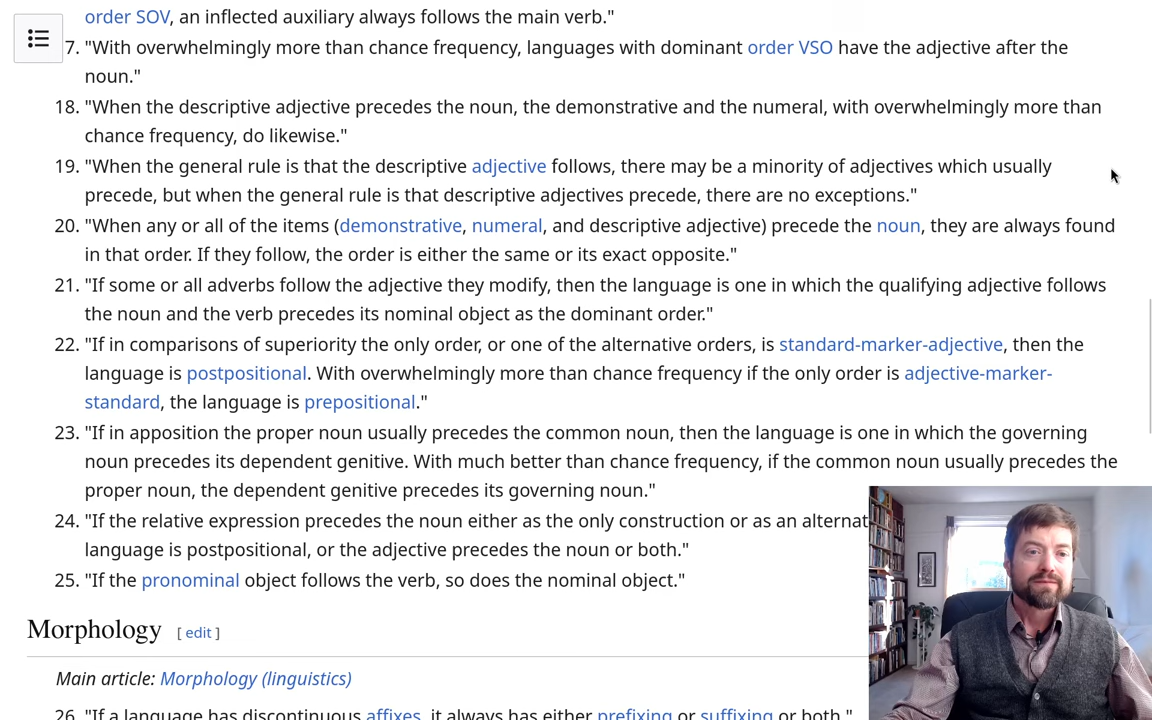 order SOV, an inflected auxiliary always follows the main verb."
7. "With overwhelmingly more than chance frequency, languages with dominant order VSO have the adjective after the
noun."
18. "When the descriptive adjective precedes the noun, the demonstrative and the numeral, with overwhelmingly more than
chance frequency, do likewise."
19. "When the general rule is that the descriptive adjective follows, there may be a minority of adjectives which usually
precede, but when the general rule is that descriptive adjectives precede, there are no exceptions."
20. "When any or all of the items (demonstrative, numeral, and descriptive adjective) precede the noun, they are always found
in that order. If they follow, the order is either the same or its exact opposite."
21. "If some or all adverbs follow the adjective they modify, then the language is one in which the qualifying adjective follows
the noun and the verb precedes its nominal object as the dominant order."
22. "If in comparisons of superiority the only order, or one of the alternative orders, is standard-marker-adjective, then the
language is postpositional. With overwhelmingly more than chance frequency if the only order is adjective-marker-
standard, the language is prepositional."
23. "If in apposition the proper noun usually precedes the common noun, then the language is one in which the governing
noun precedes its dependent genitive. With much better than chance frequency, if the common noun usually precedes the
proper noun, the dependent genitive precedes its governing noun."
24. "If the relative expression precedes the noun either as the only construction or as an alternat
language is postpositional, or the adjective precedes the noun or both."
25. "If the pronominal object follows the verb, so does the nominal object."
Morphology [ edit ]
Main article: Morphology (linguistics)
26. "If a language has discontinuous affixes, it always has either prefixing or suffixing or both."